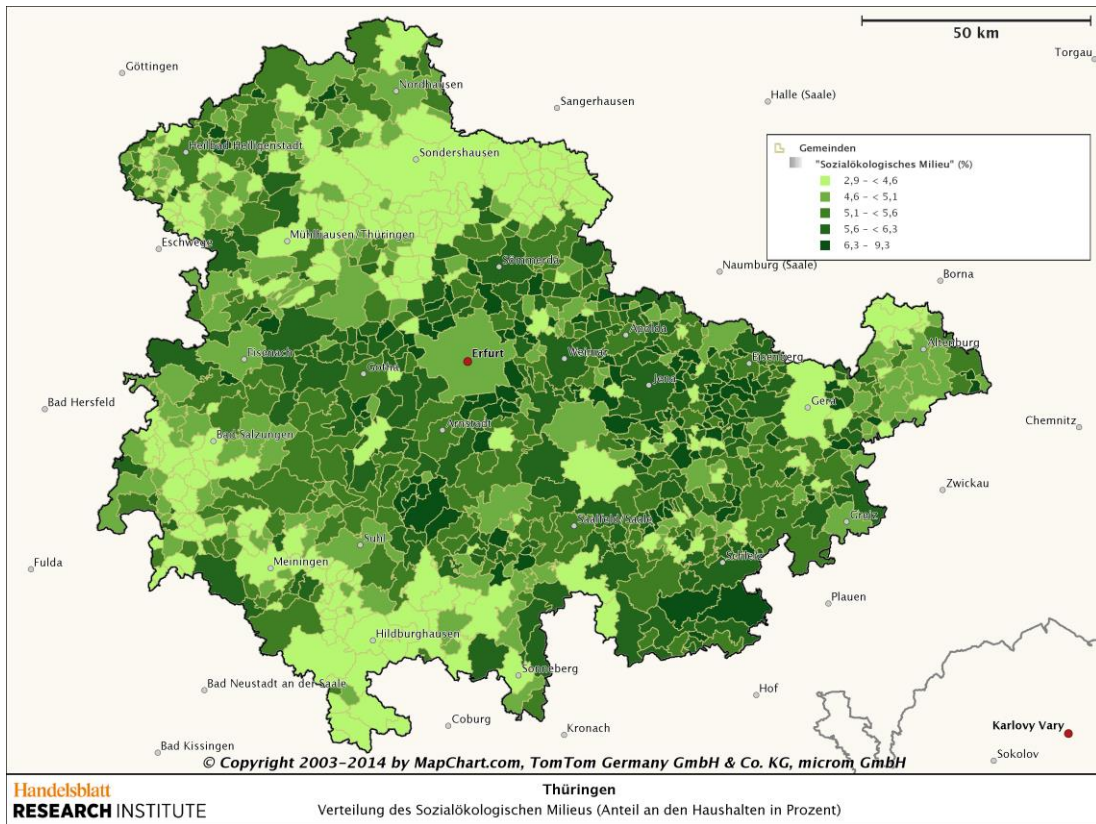 50 km
Torgau
Göttingen
Nordhausen
Sangerhausen
Halle (Saale)
Gemeinden
"Sozialökologisches Milieu" (%)
2,9 – < 4,6
4,6 – < 5,1
5,1 – < 5,6
5,6 – < 6,3
6,3 – 9,3
Heilbad Heiligenstadt
Sondershausen
Eschwege
Mühlhausen/Thüringen
Sömmerda
Naumburg (Saale)
Borna
Apolda
Altenburg
Eisenach
Erfurt
Weimar
Eisenberg
Gotha
Jena
Bad Hersfeld
Gera
Chemnitz
Arnstadt
Bad Salzungen
Zwickau
Saalfeld/Saale
Greiz
Suhl
Fulda
Meiningen
Schleiz
Plauen
Hildburghausen
Sonneberg
Bad Neustadt an der Saale
Hof
Coburg
Kronach
Karlovy Vary
Bad Kissingen
Sokolov
© Copyright 2003–2014 by MapChart.com, TomTom Germany GmbH & Co. KG, microm GmbH
Handelsblatt
RESEARCH INSTITUTE
Thüringen
Verteilung des Sozialökologischen Milieus (Anteil an den Haushalten in Prozent)